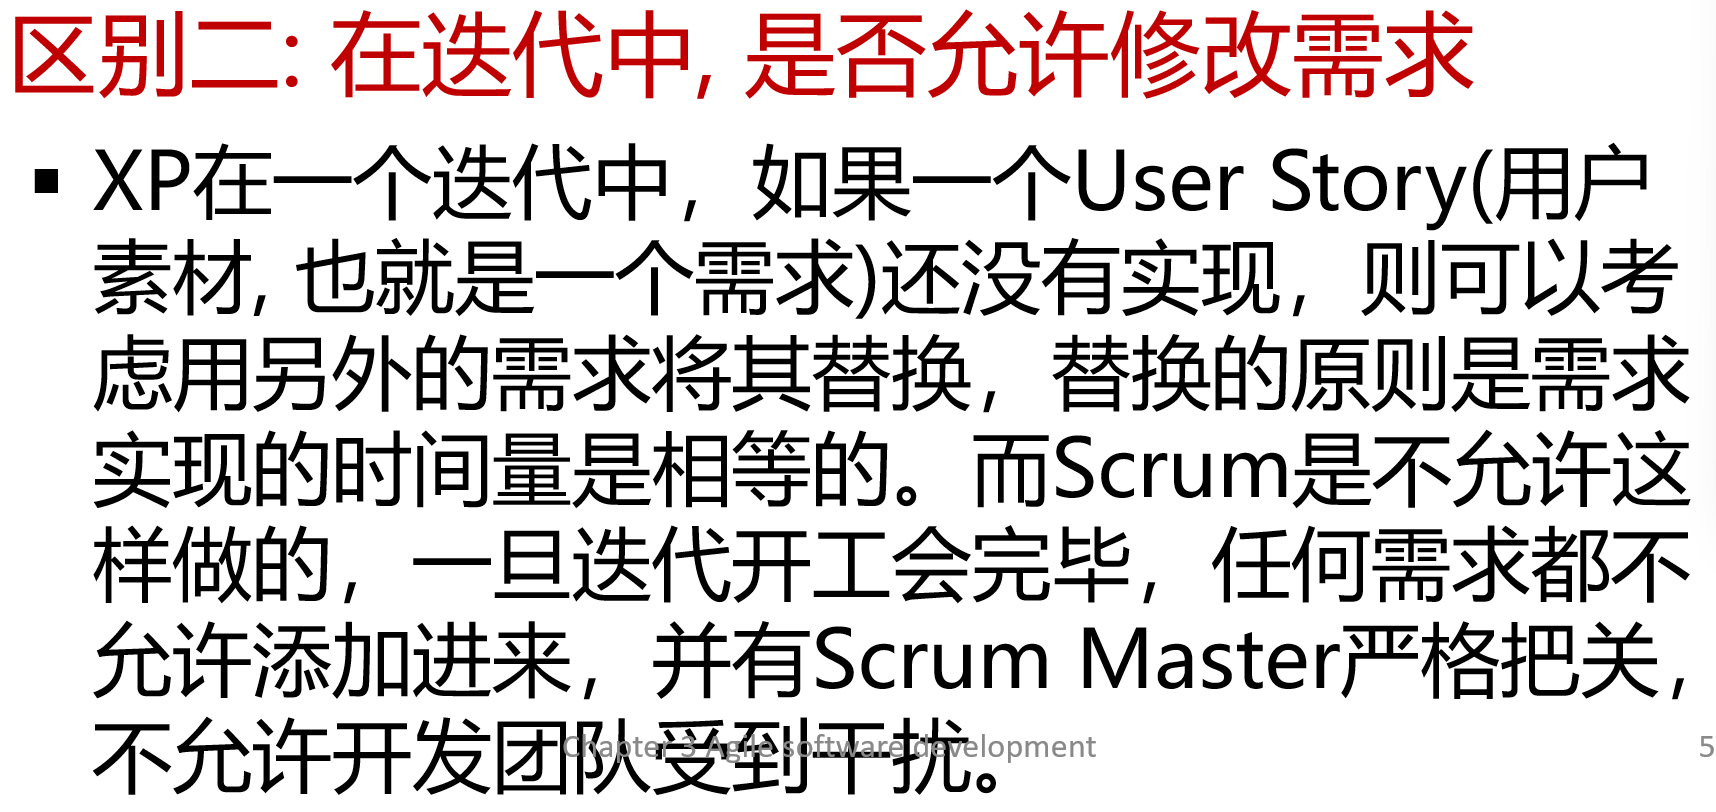 区别二: 在迭代中, 是否允许修改需求
▪ XP在一个迭代中，如果一个User Story(用户
素材, 也就是一个需求)还没有实现，则可以考
虑用另外的需求将其替换，替换的原则是需求
实现的时间量是相等的。而Scrum是不允许这
样做的，一旦迭代开工会完毕，任何需求都不
允许添加进来，并有Scrum Master严格把关，
不允许开发团队受到干扰。
Chapter 3 Agile software development
5